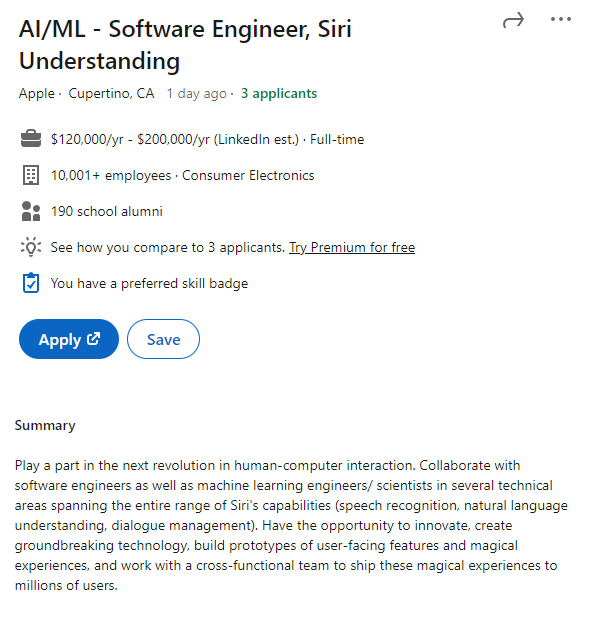 AI/ML - Software Engineer, Siri
Understanding
Apple · Cupertino, CA 1 day ago · 3 applicants
$120,000/yr - $200,000/yr (LinkedIn est.) · Full-time
10,001+ employees · Consumer Electronics
190 school alumni
See how you compare to 3 applicants. Try Premium for free
You have a preferred skill badge
Apply Save
Summary
Play a part in the next revolution in human-computer interaction. Collaborate with
software engineers as well as machine learning engineers/ scientists in several technical
areas spanning the entire range of Siri's capabilities (speech recognition, natural language
understanding, dialogue management). Have the opportunity to innovate, create
groundbreaking technology, build prototypes of user-facing features and magical
experiences, and work with a cross-functional team to ship these magical experiences to
millions of users.